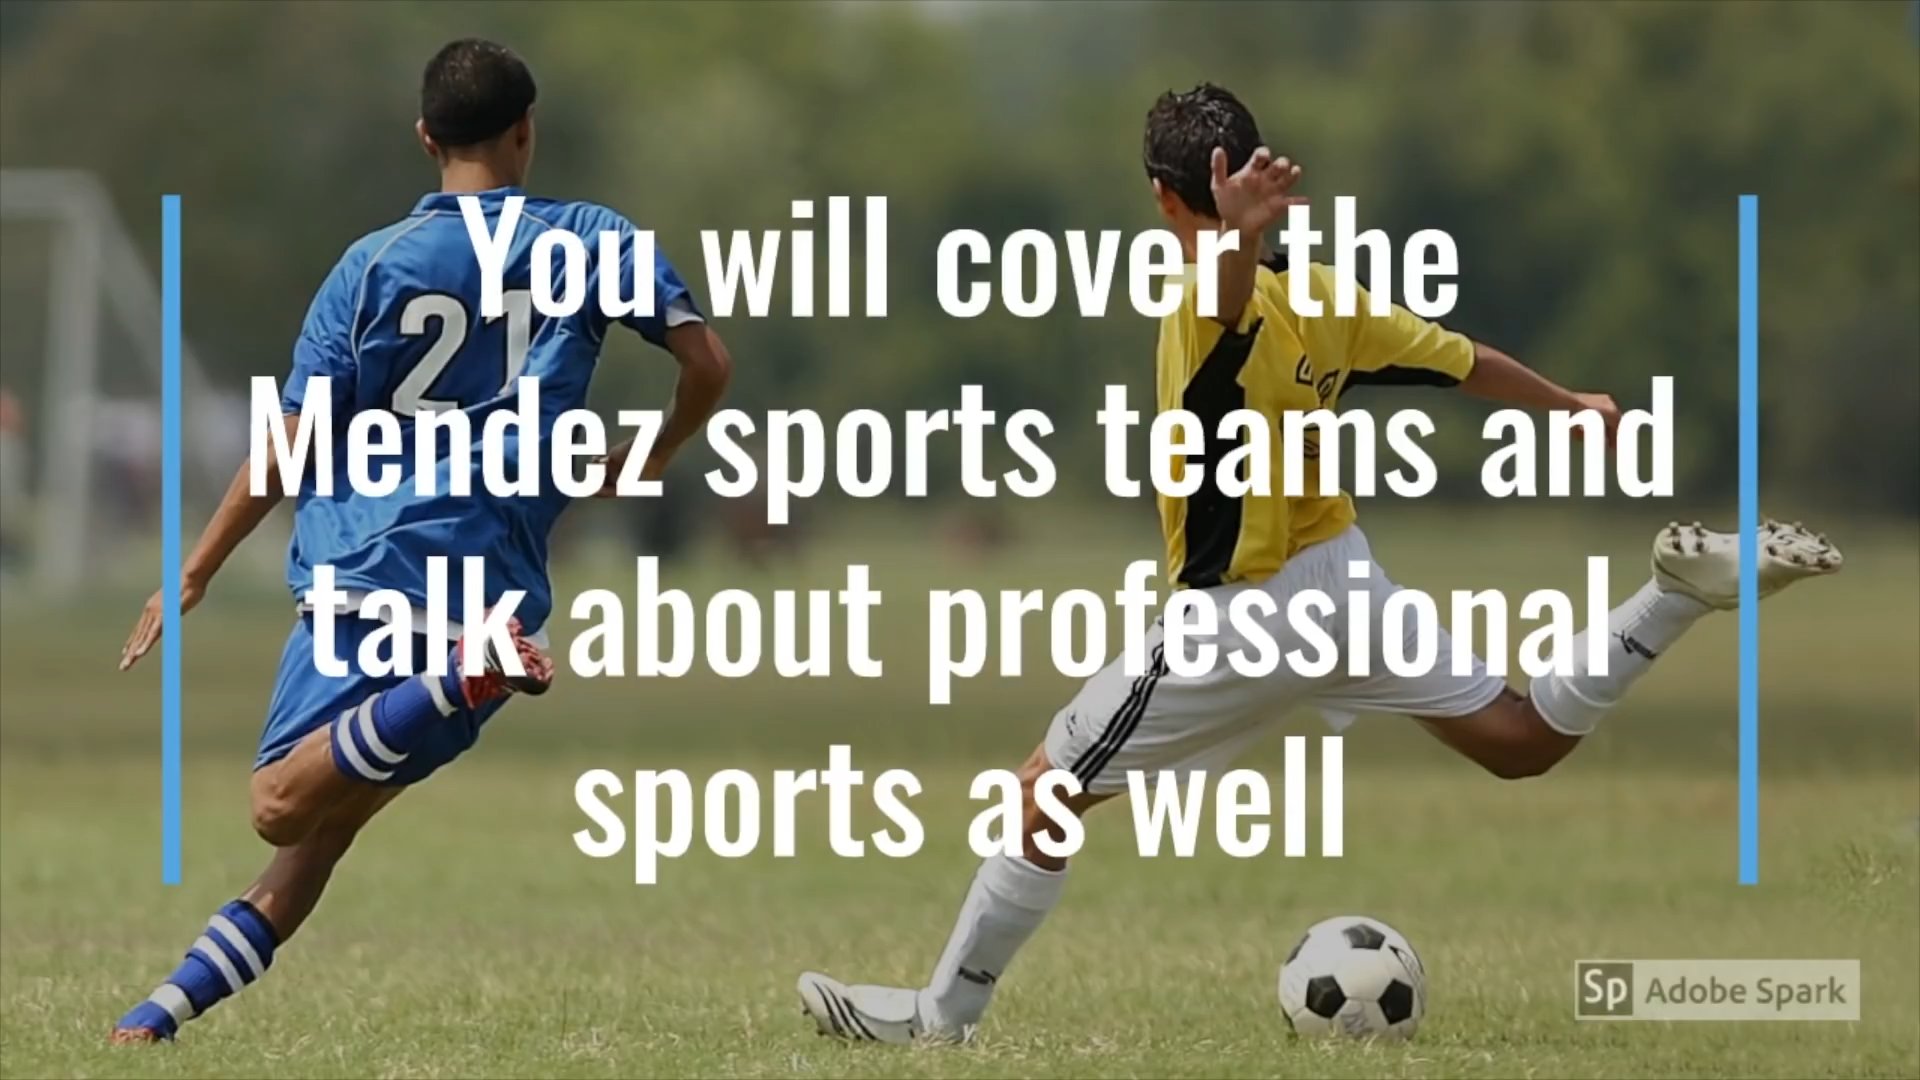 You will cover the
Mendez sports teams and
talk about professional
sports as well
21
Sp Adobe Spark